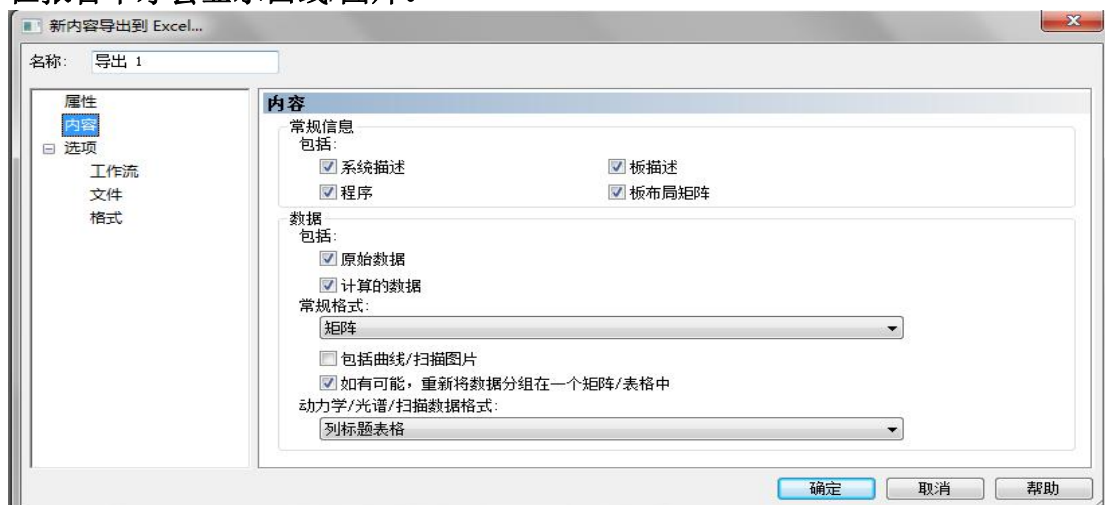 新内容导出到 Excel...
名称: 导出 1
属性
内容
选项
工作流
文件
格式
内容
常规信息
包括:
系统描述 板描述
程序 板布局矩阵
数据
包括:
原始数据
计算的数据
常规格式:
矩阵
包括曲线/扫描图片
如有可能，重新将数据分组在一个矩阵/表格中
动力学/光谱/扫描数据格式:
列标题表格
确定 取消 帮助